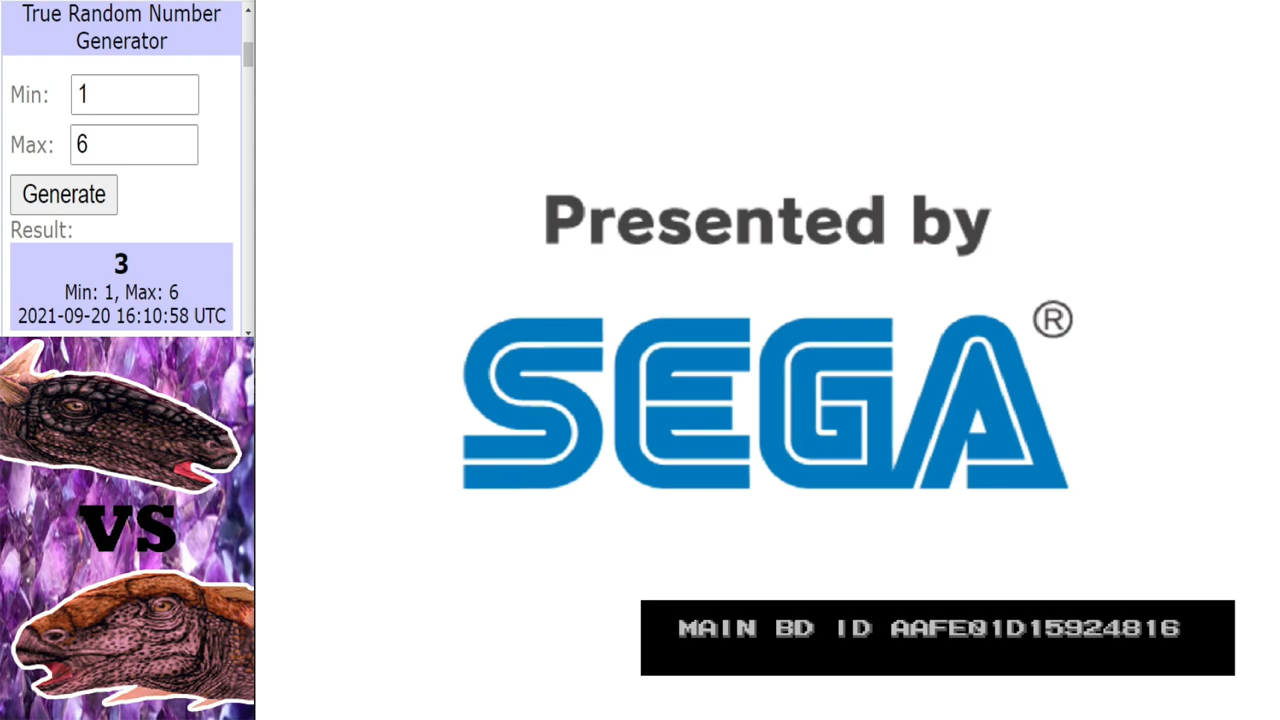 True Random Number
Generator
Min: 1
Max: 6
Generate
Result:
3
Min: 1, Max: 6
2021-09-20 16:10:58 UTC
vs
Presented by
SEGA®
MAIN BD ID AAFE01D15924816